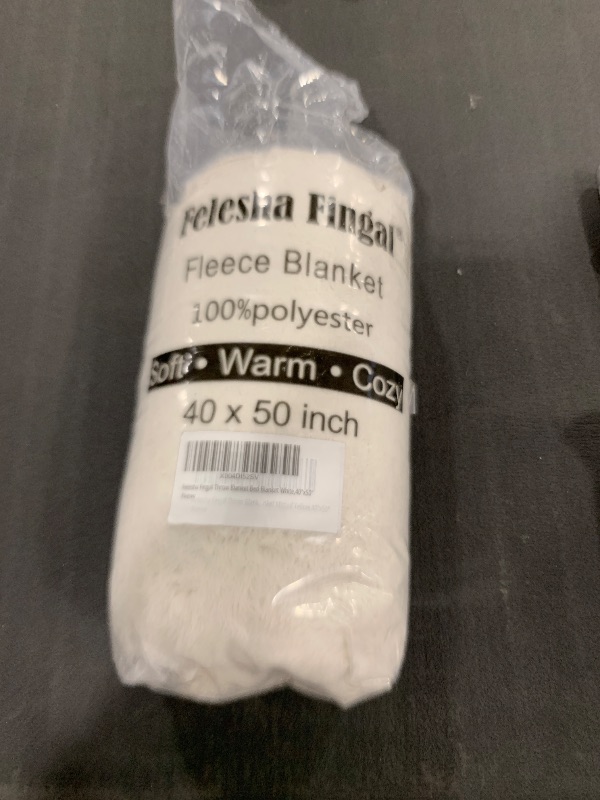 Felesha Fingal
Fleece Blanket
100%polyester
Soft • Warm • Cozy
40 x 50 inch